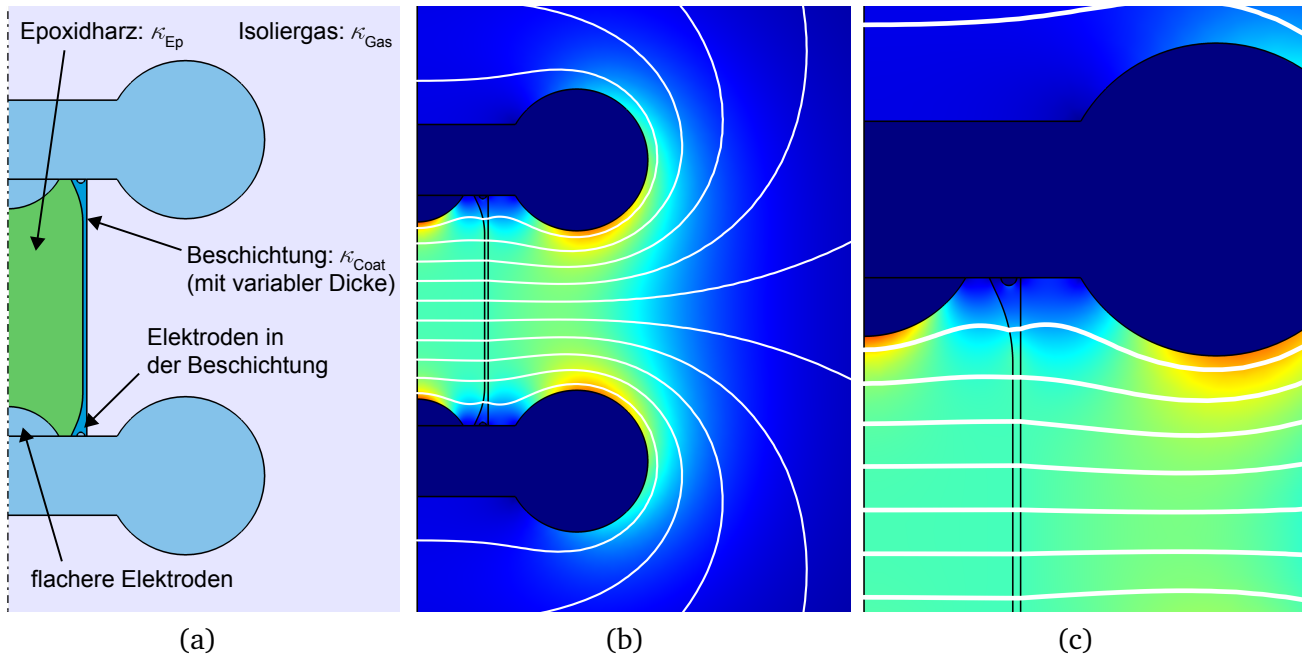 Epoxidharz: κEp
Isoliergas: κGas
Beschichtung: κCoat
(mit variabler Dicke)
Elektroden in
der Beschichtung
flachere Elektroden
(a)
(b)
(c)